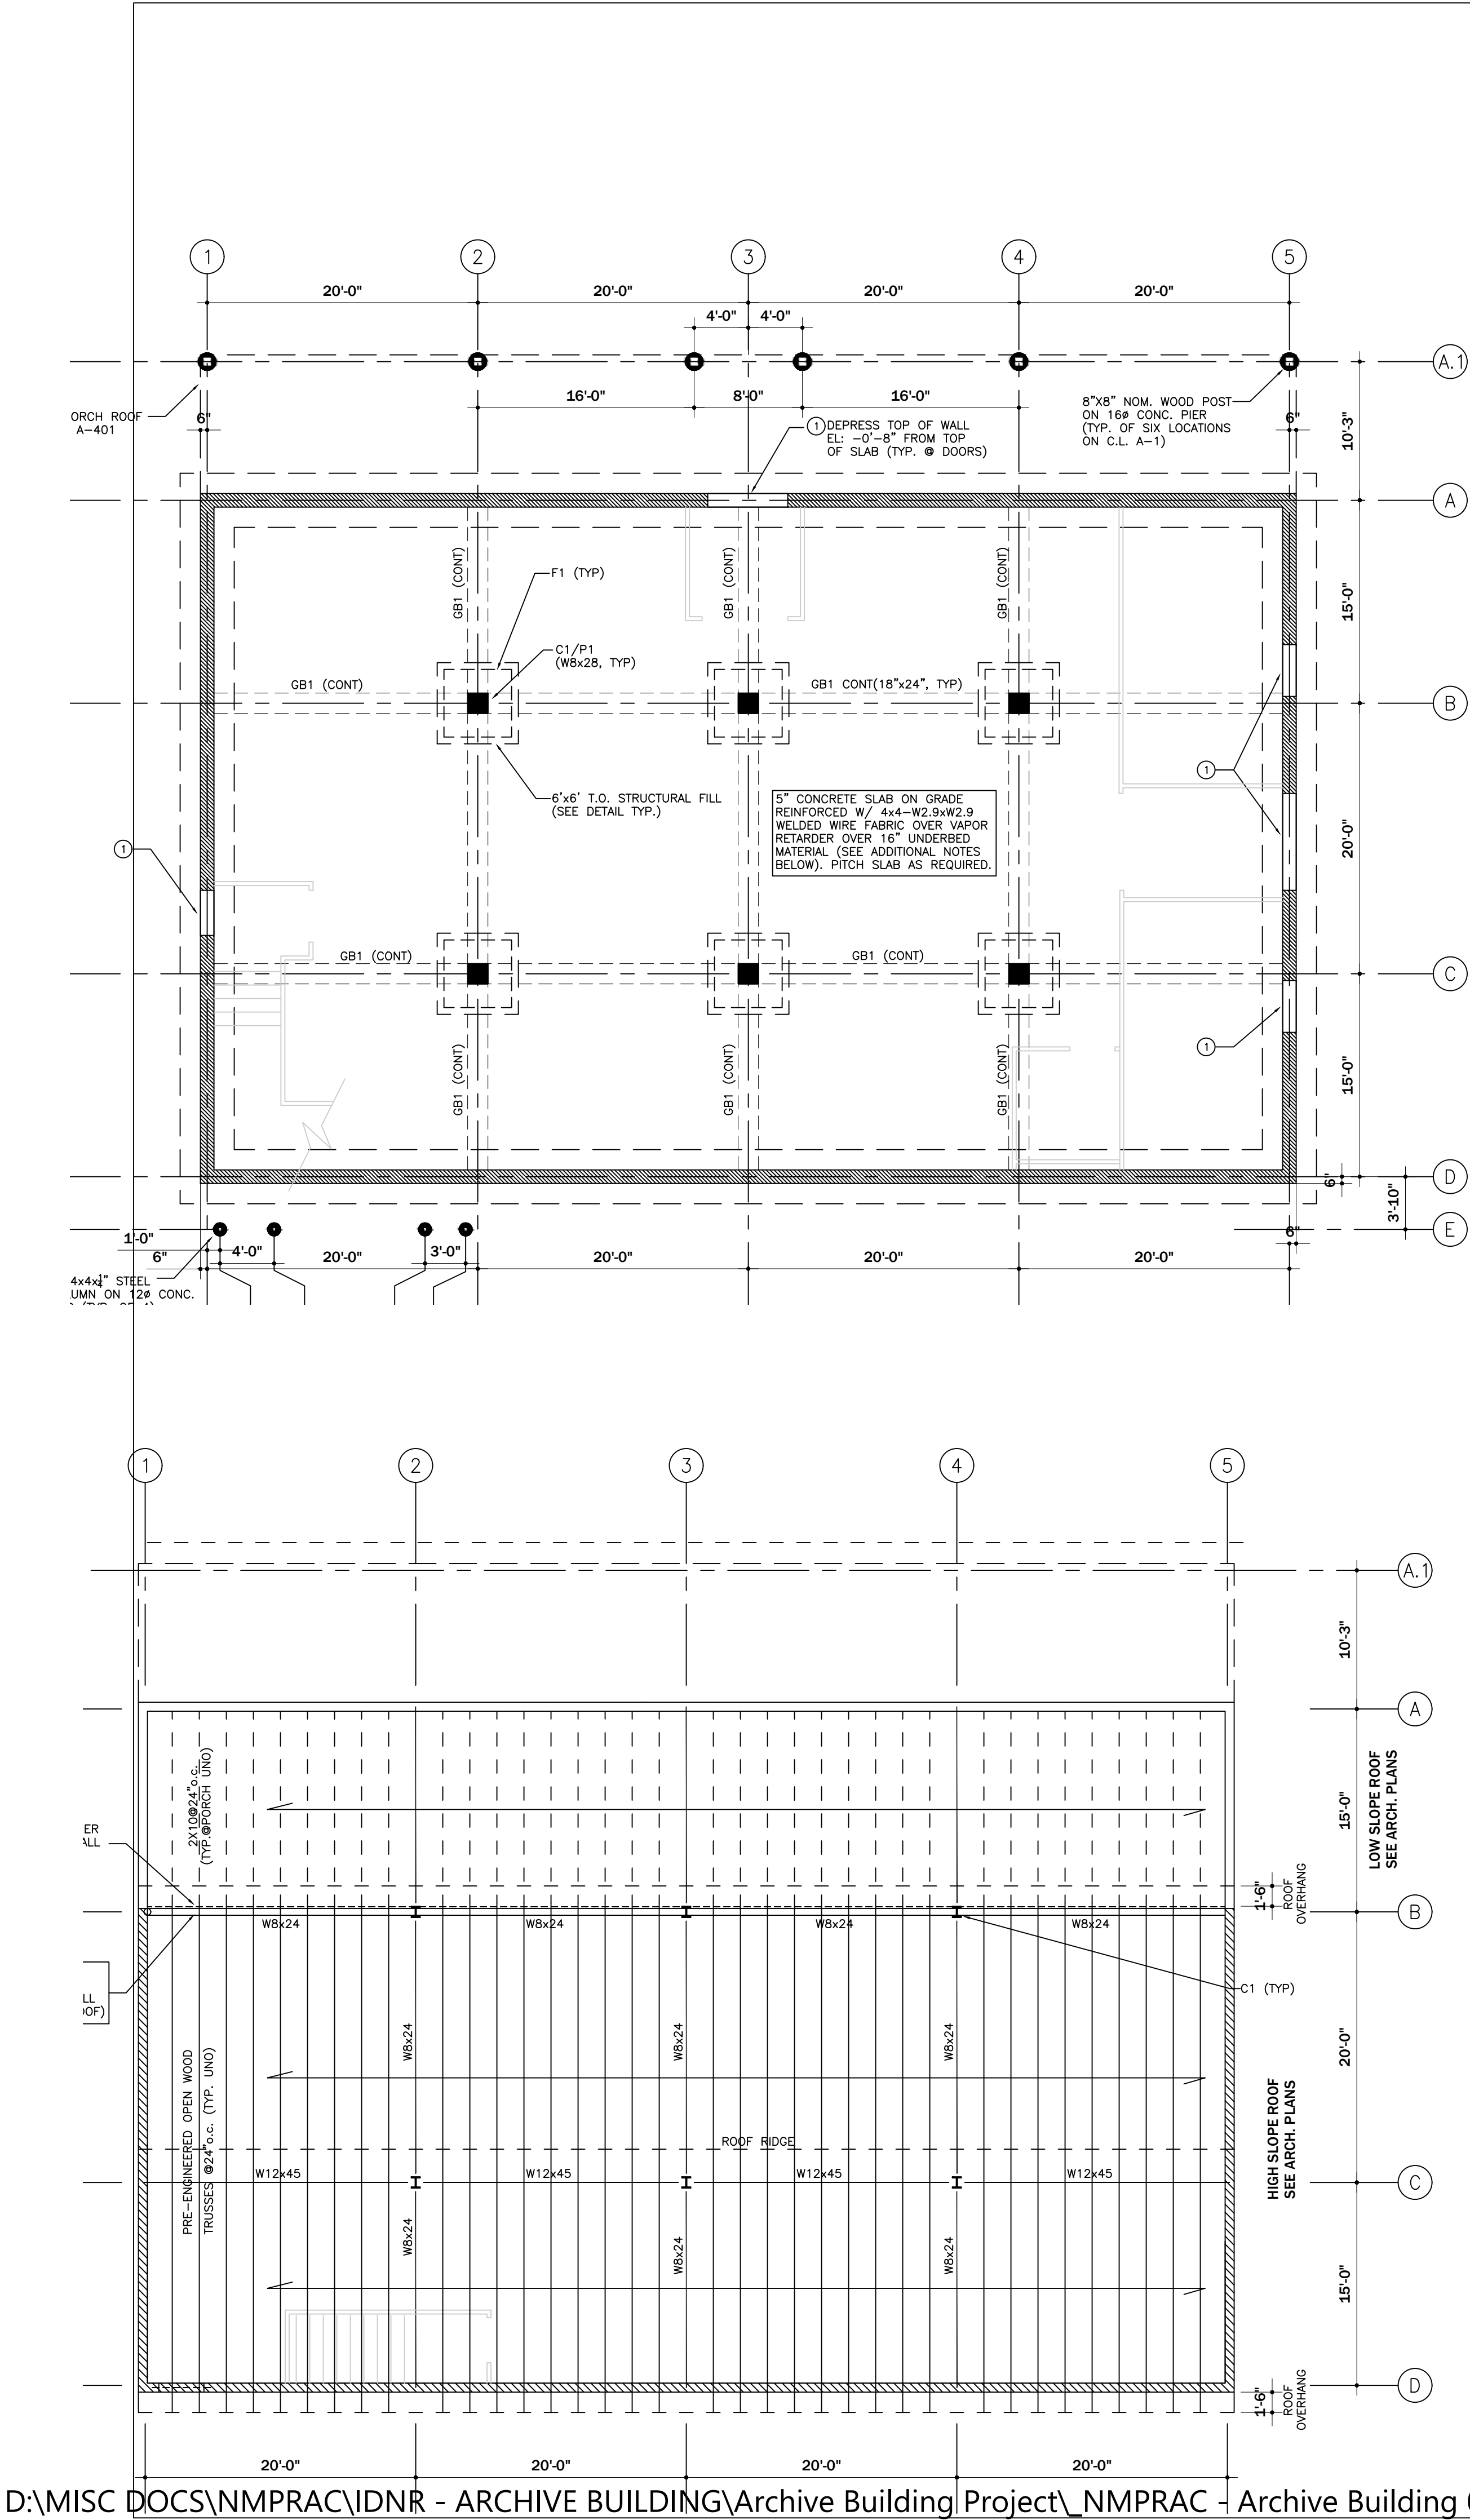 1 2 3 4 5
20'-0" 20'-0" 20'-0" 20'-0"
4'-0" 4'-0"
A.1
16'-0" 8'-0" 16'-0"
ORCH ROOF
A-401
6"
8"X8" NOM. WOOD POST
ON 16ø CONC. PIER
(TYP. OF SIX LOCATIONS
ON C.L. A-1)
6"
10'-3"
1 DEPRESS TOP OF WALL
EL: -0'-8" FROM TOP
OF SLAB (TYP. @ DOORS)
A
GB1 (CONT)
GB1 (CONT)
GB1 (CONT)
F1 (TYP)
15'-0"
C1/P1
(W8x28, TYP)
GB1 (CONT)
GB1 CONT(18"x24", TYP)
B
1
6'x6' T.O. STRUCTURAL FILL
(SEE DETAIL TYP.)
5" CONCRETE SLAB ON GRADE
REINFORCED W/ 4x4-W2.9xW2.9
WELDED WIRE FABRIC OVER VAPOR
RETARDER OVER 16" UNDERBED
MATERIAL (SEE ADDITIONAL NOTES
BELOW). PITCH SLAB AS REQUIRED.
1
20'-0"
GB1 (CONT)
GB1 (CONT)
C
1
GB1 (CONT)
GB1 (CONT)
GB1 (CONT)
15'-0"
D
6"
3'-10"
E
1'-0"
6"
4'-0"
20'-0"
3'-0"
20'-0" 20'-0" 20'-0"
6"
4x4x¼" STEEL
UMN ON 12ø CONC.
1 2 3 4 5
A.1
10'-3"
A
2X10@24"o.c.
(TYP.@PORCH UNO)
15'-0"
LOW SLOPE ROOF
SEE ARCH. PLANS
ER
ALL
1'-6"
ROOF
OVERHANG
B
W8x24 W8x24 W8x24 W8x24
LL
OOF)
C1 (TYP)
W8x24 W8x24 W8x24
20'-0"
PRE-ENGINEERED OPEN WOOD
TRUSSES @24"o.c. (TYP. UNO)
ROOF RIDGE
HIGH SLOPE ROOF
SEE ARCH. PLANS
W12x45 W12x45 W12x45 W12x45
C
W8x24 W8x24 W8x24
15'-0"
D
1'-6"
ROOF
OVERHANG
20'-0" 20'-0" 20'-0" 20'-0"
D:\MISC DOCS\NMPRAC\IDNR - ARCHIVE BUILDING\Archive Building Project\_NMPRAC - Archive Building